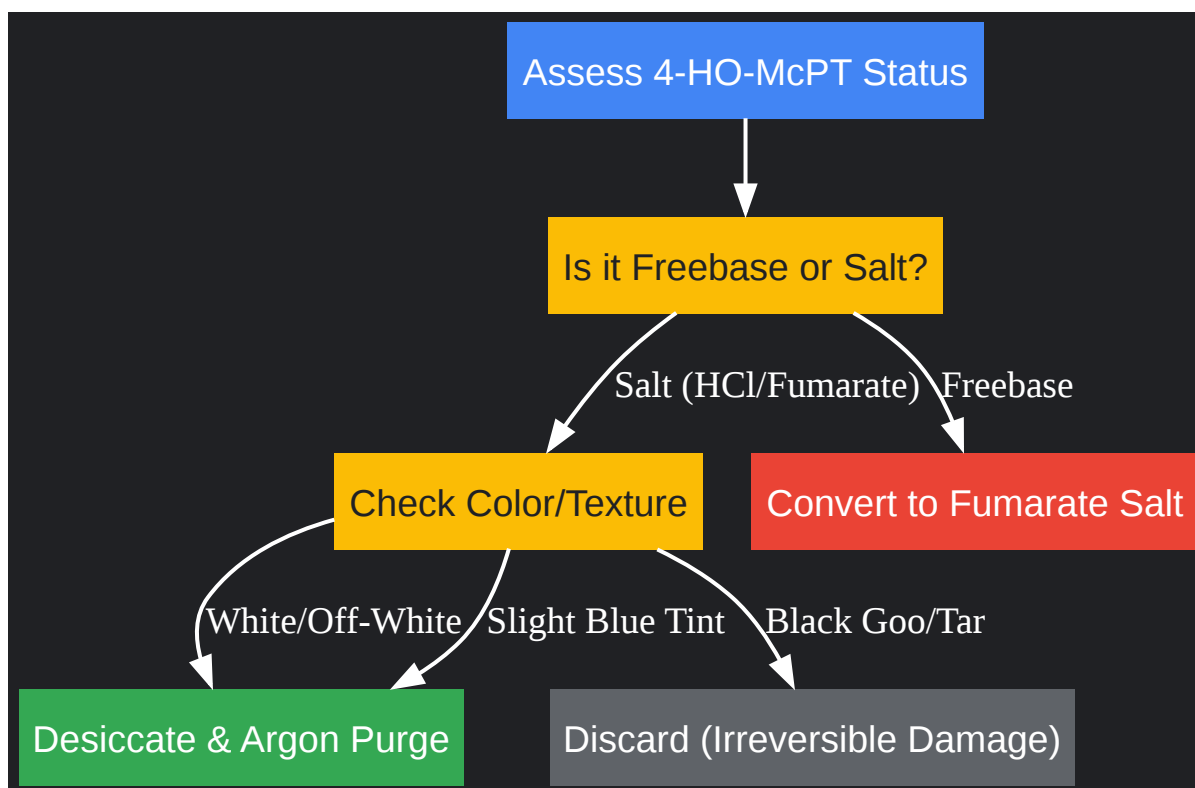 Assess 4-HO-McPT Status
Is it Freebase or Salt?
Salt (HCl/Fumarate)
Freebase
Check Color/Texture
Convert to Fumarate Salt
White/Off-White
Slight Blue Tint
Black Goo/Tar
Desiccate & Argon Purge
Discard (Irreversible Damage)